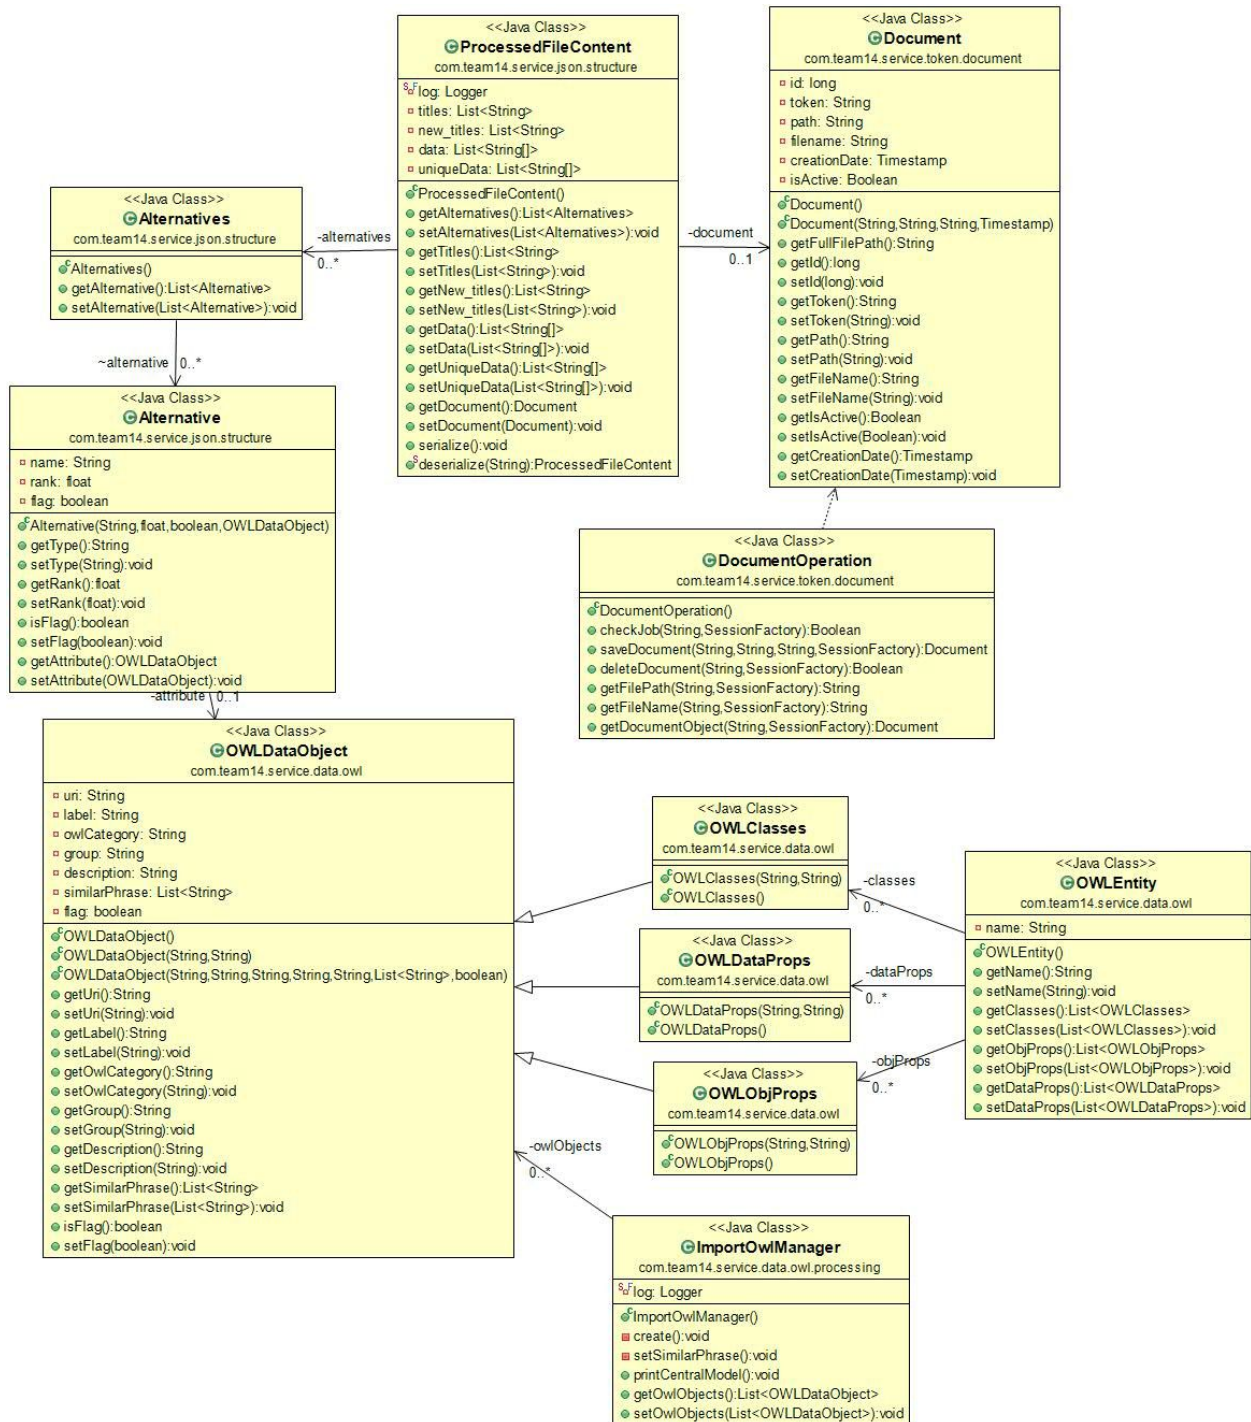 <<Java Class>>
ProcessedFileContent
com.team14.service.json.structure
log: Logger
titles: List<String>
new_titles: List<String>
data: List<String[]>
uniqueData: List<String[]>
ProcessedFileContent()
getAlternatives():List<Alternatives>
setAlternatives(List<Alternatives>):void
getTitles():List<String>
setTitles(List<String>):void
getNew_titles():List<String>
setNew_titles(List<String>):void
getData():List<String[]>
setData(List<String[]>):void
getUniqueData():List<String[]>
setUniqueData(List<String[]>):void
getDocument():Document
setDocument(Document):void
serialize():void
deserialize(String):ProcessedFileContent
<<Java Class>>
Document
com.team14.service.token.document
id: long
token: String
path: String
filename: String
creationDate: Timestamp
isActive: Boolean
Document()
Document(String,String,String,Timestamp)
getFullFilePath():String
getId():long
setId(long):void
getToken():String
setToken(String):void
getPath():String
setPath(String):void
getFileName():String
setFileName(String):void
getIsActive():Boolean
setIsActive(Boolean):void
getCreationDate():Timestamp
setCreationDate(Timestamp):void
-document
0..1
-alternatives
0..*
<<Java Class>>
Alternatives
com.team14.service.json.structure
Alternatives()
getAlternative():List<Alternative>
setAlternative(List<Alternative>):void
~alternative
0..*
<<Java Class>>
Alternative
com.team14.service.json.structure
name: String
rank: float
flag: boolean
Alternative(String,float,boolean,OWLDataObject)
getType():String
setType(String):void
getRank():float
setRank(float):void
isFlag():boolean
setFlag(boolean):void
getAttribute():OWLDataObject
setAttribute(OWLDataObject):void
-attribute
0..1
<<Java Class>>
DocumentOperation
com.team14.service.token.document
DocumentOperation()
checkJob(String,SessionFactory):Boolean
saveDocument(String,String,String,SessionFactory):Document
deleteDocument(String,SessionFactory):Boolean
getFilePath(String,SessionFactory):String
getFileName(String,SessionFactory):String
getDocumentObject(String,SessionFactory):Document
<<Java Class>>
OWLDataObject
com.team14.service.data.owl
uri: String
label: String
owlCategory: String
group: String
description: String
similarPhrase: List<String>
flag: boolean
OWLDataObject()
OWLDataObject(String,String)
OWLDataObject(String,String,String,String,String,List<String>,boolean)
getUri():String
setUri(String):void
getLabel():String
setLabel(String):void
getOwlCategory():String
setOwlCategory(String):void
getGroup():String
setGroup(String):void
getDescription():String
setDescription(String):void
getSimilarPhrase():List<String>
setSimilarPhrase(List<String>):void
isFlag():boolean
setFlag(boolean):void
<<Java Class>>
OWLClasses
com.team14.service.data.owl
OWLClasses(String,String)
OWLClasses()
-classes
0..*
<<Java Class>>
OWLDataProps
com.team14.service.data.owl
OWLDataProps(String,String)
OWLDataProps()
-dataProps
0..*
<<Java Class>>
OWLObjProps
com.team14.service.data.owl
OWLObjProps(String,String)
OWLObjProps()
-objProps
0..*
<<Java Class>>
OWLEntity
com.team14.service.data.owl
name: String
OWLEntity()
getName():String
setName(String):void
getClasses():List<OWLClasses>
setClasses(List<OWLClasses>):void
getObjProps():List<OWLObjProps>
setObjProps(List<OWLObjProps>):void
getDataProps():List<OWLDataProps>
setDataProps(List<OWLDataProps>):void
-owlObjects
0..*
<<Java Class>>
ImportOwlManager
com.team14.service.data.owl.processing
log: Logger
ImportOwlManager()
create():void
setSimilarPhrase():void
printCentralModel():void
getOwlObjects():List<OWLDataObject>
setOwlObjects(List<OWLDataObject>):void